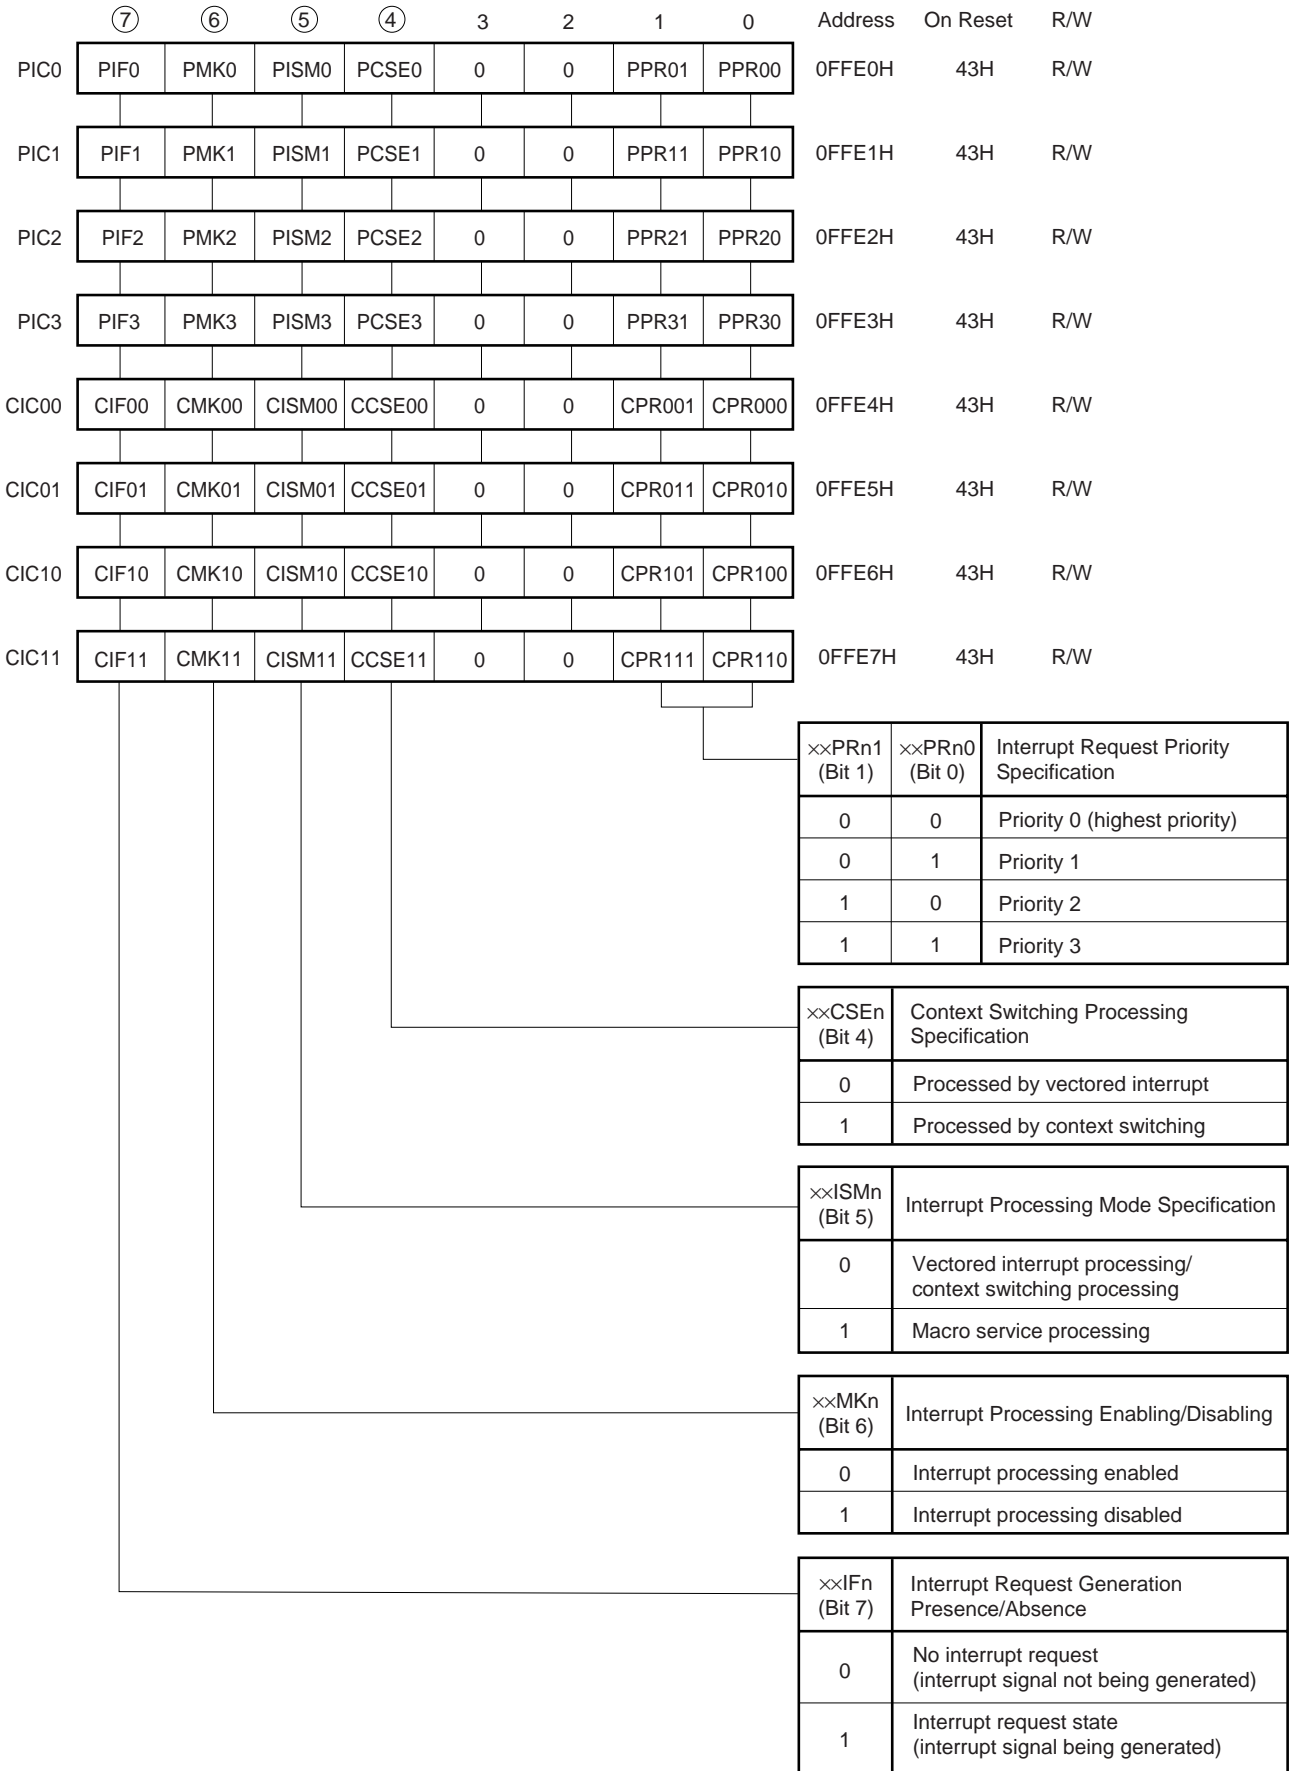 ⑦ ⑥ ⑤ ④ 3 2 1 0 Address On Reset R/W
PIC0 PIF0 PMK0 PISM0 PCSE0 0 0 PPR01 PPR00 0FFE0H 43H R/W
PIC1 PIF1 PMK1 PISM1 PCSE1 0 0 PPR11 PPR10 0FFE1H 43H R/W
PIC2 PIF2 PMK2 PISM2 PCSE2 0 0 PPR21 PPR20 0FFE2H 43H R/W
PIC3 PIF3 PMK3 PISM3 PCSE3 0 0 PPR31 PPR30 0FFE3H 43H R/W
CIC00 CIF00 CMK00 CISM00 CCSE00 0 0 CPR001 CPR000 0FFE4H 43H R/W
CIC01 CIF01 CMK01 CISM01 CCSE01 0 0 CPR011 CPR010 0FFE5H 43H R/W
CIC10 CIF10 CMK10 CISM10 CCSE10 0 0 CPR101 CPR100 0FFE6H 43H R/W
CIC11 CIF11 CMK11 CISM11 CCSE11 0 0 CPR111 CPR110 0FFE7H 43H R/W
××PRn1 ××PRn0 Interrupt Request Priority
(Bit 1) (Bit 0) Specification
0 0 Priority 0 (highest priority)
0 1 Priority 1
1 0 Priority 2
1 1 Priority 3
××CSEn Context Switching Processing
(Bit 4) Specification
0 Processed by vectored interrupt
1 Processed by context switching
××ISMn
(Bit 5) Interrupt Processing Mode Specification
0 Vectored interrupt processing/
context switching processing
1 Macro service processing
××MKn
(Bit 6) Interrupt Processing Enabling/Disabling
0 Interrupt processing enabled
1 Interrupt processing disabled
××IFn Interrupt Request Generation
(Bit 7) Presence/Absence
0 No interrupt request
(interrupt signal not being generated)
1 Interrupt request state
(interrupt signal being generated)